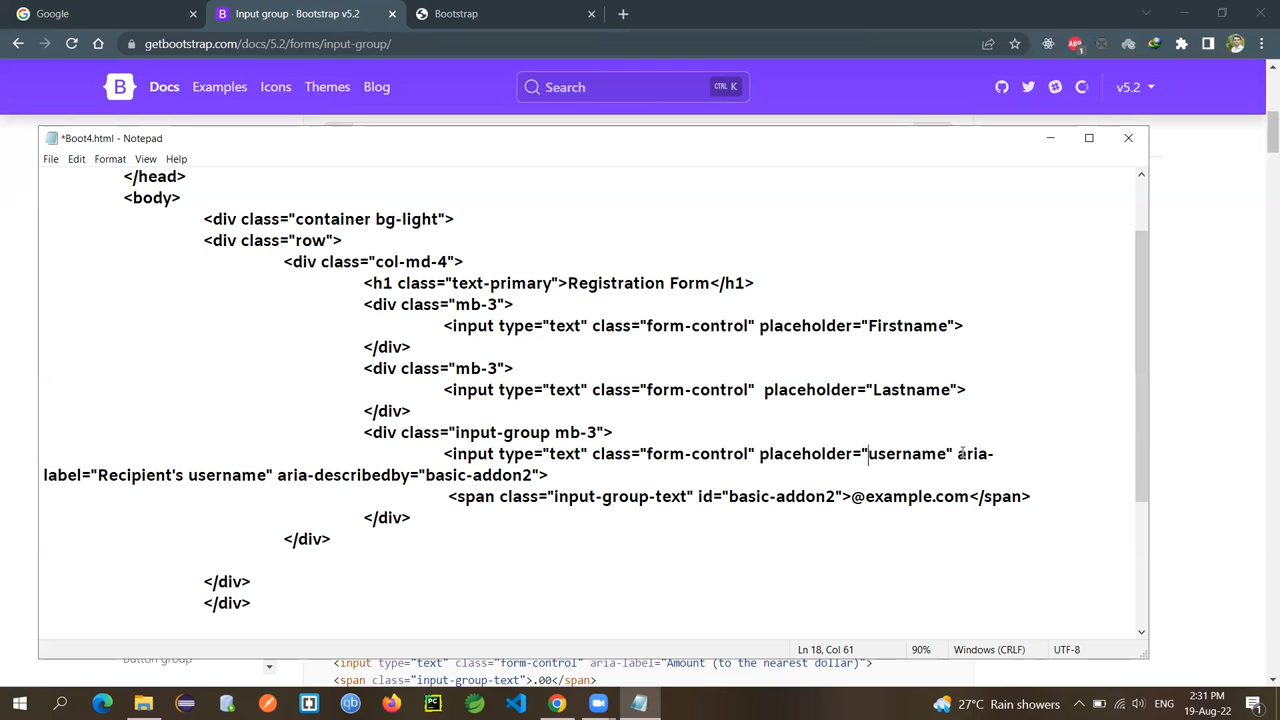 Google
Input group · Bootstrap v5.2
Bootstrap
getbootstrap.com/docs/5.2/forms/input-group/
B
Docs
Examples
Icons
Themes
Blog
Search
CTRL K
v5.2
*Boot4.html - Notepad
File Edit Format View Help
</head>
<body>
<div class="container bg-light">
<div class="row">
<div class="col-md-4">
<h1 class="text-primary">Registration Form</h1>
<div class="mb-3">
<input type="text" class="form-control" placeholder="Firstname">
</div>
<div class="mb-3">
<input type="text" class="form-control"  placeholder="Lastname">
</div>
<div class="input-group mb-3">
<input type="text" class="form-control" placeholder="username" aria-
label="Recipient's username" aria-describedby="basic-addon2">
<span class="input-group-text" id="basic-addon2">@example.com</span>
</div>
</div>
</div>
</div>
Ln 18, Col 61
90%
Windows (CRLF)
UTF-8
Button group
<input type="text" class="form-control" aria-label="Amount (to the nearest dollar)">
<span class="input-group-text">.00</span>
27°C Rain showers
ENG
2:31 PM
19-Aug-22